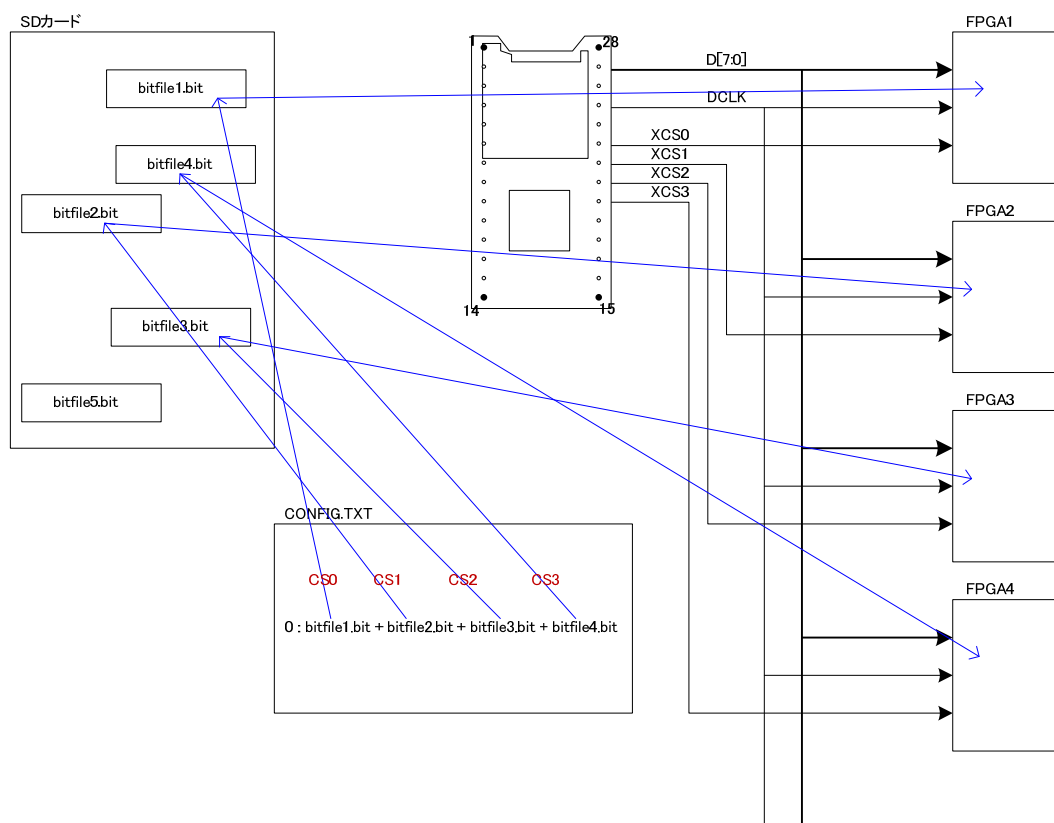 SDカード
bitfile1.bit
bitfile4.bit
bitfile2.bit
bitfile3.bit
bitfile5.bit
1
28
14
15
D[7:0]
DCLK
XCS0
XCS1
XCS2
XCS3
FPGA1
FPGA2
FPGA3
FPGA4
CONFIG.TXT
CS0 CS1 CS2 CS3
0 : bitfile1.bit + bitfile2.bit + bitfile3.bit + bitfile4.bit